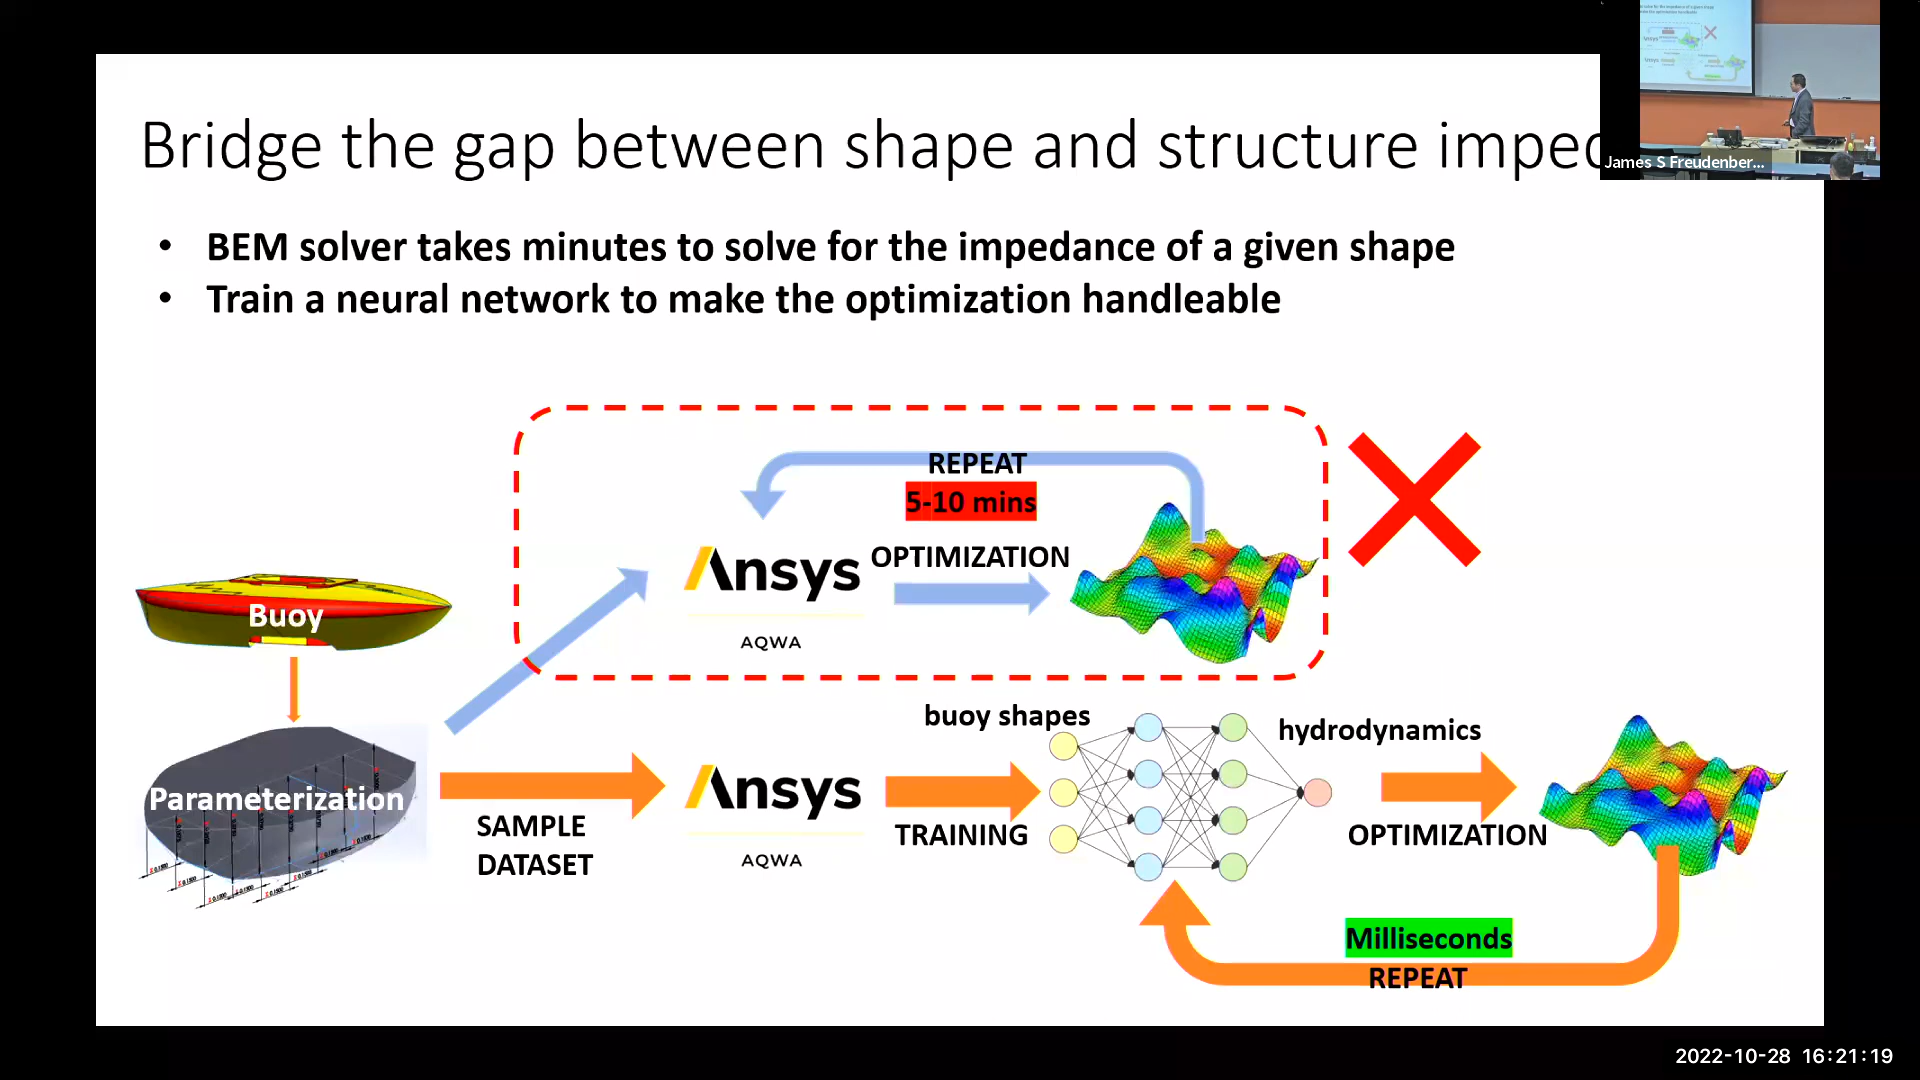 Bridge the gap between shape and structure imped
James S Freudenber...
• BEM solver takes minutes to solve for the impedance of a given shape
• Train a neural network to make the optimization handleable
REPEAT
5-10 mins
OPTIMIZATION
Ansys
AQWA
Buoy
Parameterization
SAMPLE
DATASET
Ansys
AQWA
TRAINING
buoy shapes
hydrodynamics
OPTIMIZATION
Milliseconds
REPEAT
2022-10-28 16:21:19